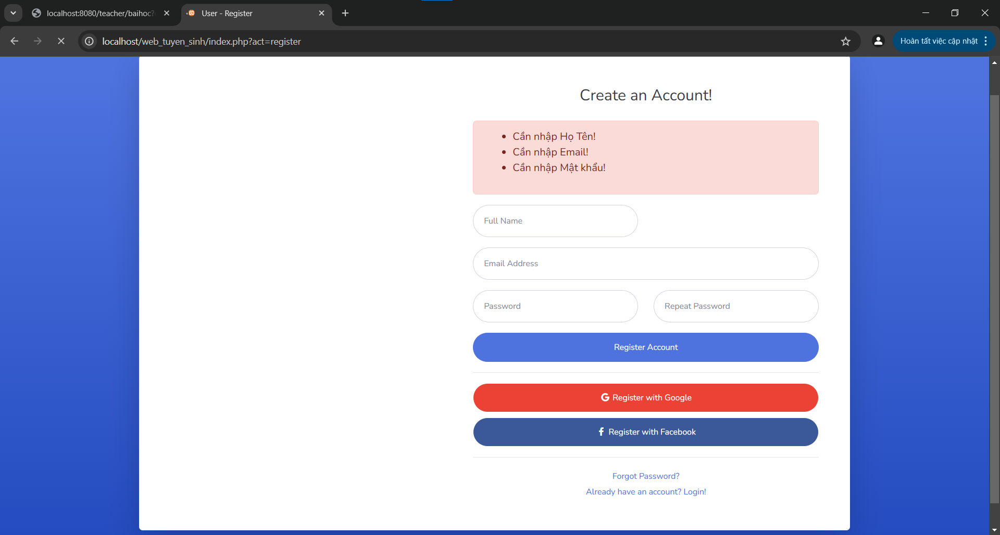 localhost:8080/teacher/baihoc?
User - Register
localhost/web_tuyen_sinh/index.php?act=register
Hoàn tất việc cập nhật
Create an Account!
Cần nhập Họ Tên!
Cần nhập Email!
Cần nhập Mật khẩu!
Full Name
Email Address
Password
Repeat Password
Register Account
Register with Google
Register with Facebook
Forgot Password?
Already have an account? Login!